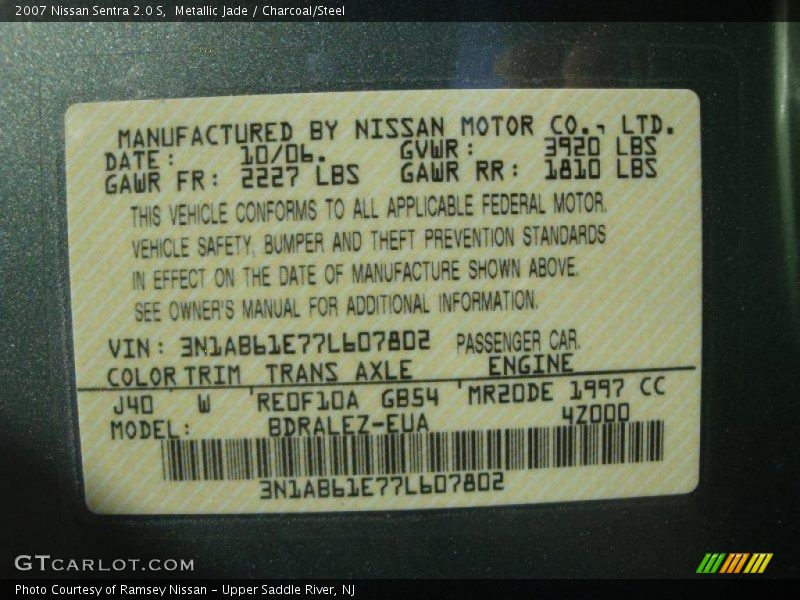 2007 Nissan Sentra 2.0 S,  Metallic Jade / Charcoal/Steel
MANUFACTURED BY NISSAN MOTOR CO., LTD.
DATE: 10/06. GVWR: 3920 LBS
GAWR FR: 2227 LBS GAWR RR: 1810 LBS
THIS VEHICLE CONFORMS TO ALL APPLICABLE FEDERAL MOTOR.
VEHICLE SAFETY, BUMPER AND THEFT PREVENTION STANDARDS
IN EFFECT ON THE DATE OF MANUFACTURE SHOWN ABOVE.
SEE OWNER'S MANUAL FOR ADDITIONAL INFORMATION.
VIN: 3N1AB61E77L607802 PASSENGER CAR.
COLOR TRIM TRANS AXLE ENGINE
J40 W 'RE0F10A GB54 'MR20DE 1997 CC
MODEL: BDRALEZ-EUA 4Z000
3N1AB61E77L607802
GTCARLOT.COM
Photo Courtesy of Ramsey Nissan - Upper Saddle River, NJ